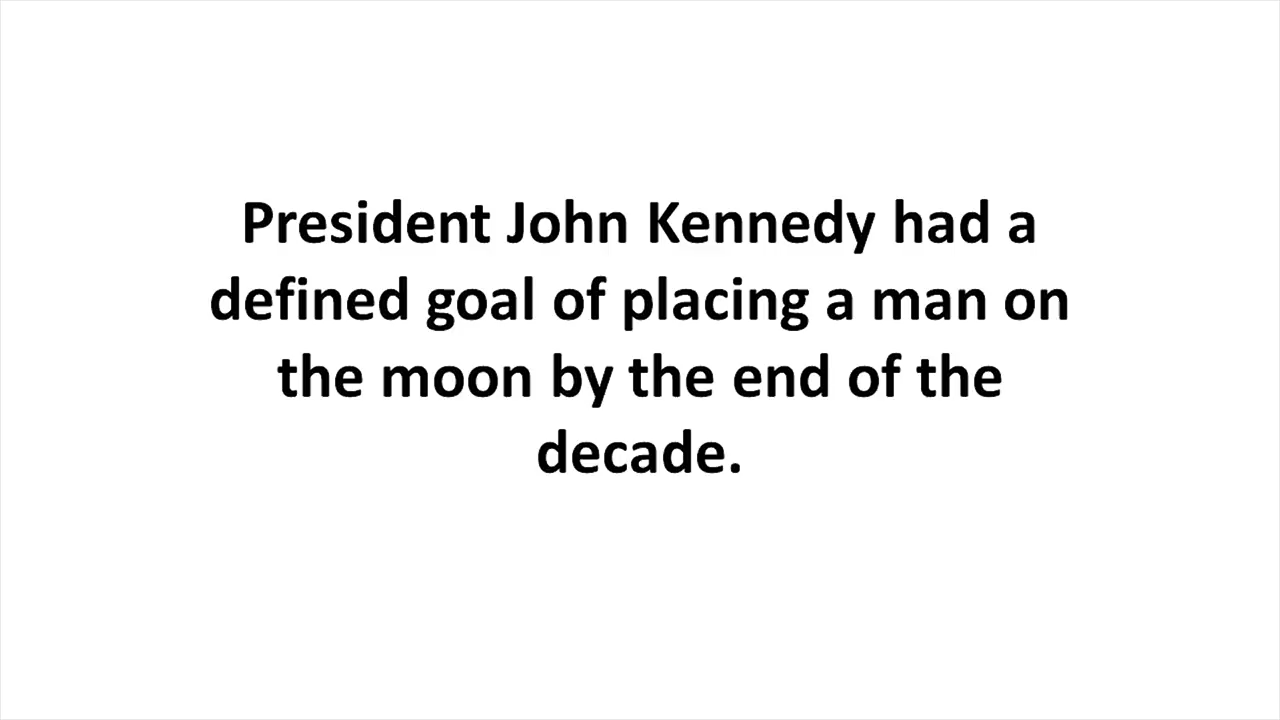 President John Kennedy had a
defined goal of placing a man on
the moon by the end of the
decade.